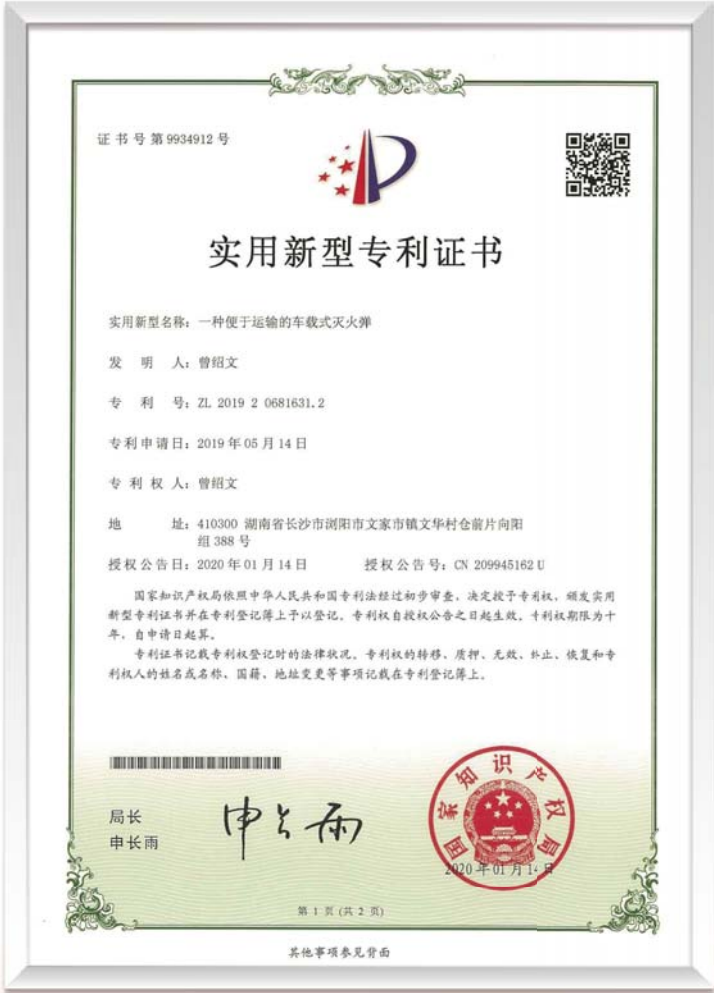 证书号第9934912号
实用新型专利证书
实用新型名称：一种便于运输的车载式灭火弹
发明人：曾绍文
专利号：ZL 2019 2 0681631.2
专利申请日：2019年05月14日
专利权人：曾绍文
地址：410300 湖南省长沙市浏阳市文家市镇文华村仓前片向阳
组388号
授权公告日：2020年01月14日 授权公告号：CN 209945162 U
国家知识产权局依照中华人民共和国专利法经过初步审查，决定授予专利权，颁发实用
新型专利证书并在专利登记簿上予以登记。专利权自授权公告之日起生效。专利权期限为十
年，自申请日起算。
专利证书记载专利权登记时的法律状况。专利权的转移、质押、无效、终止、恢复和专
利权人的姓名或名称、国籍、地址变更等事项记载在专利登记簿上。
局长
申长雨
申长雨
国家知识产权局
2020年01月14日
第 1 页 (共 2 页)
其他事项参见背面